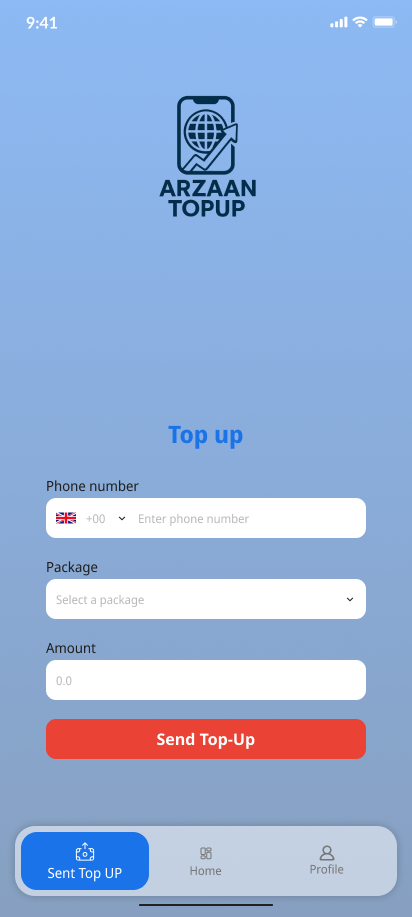 9:41
ARZAAN
TOPUP
Top up
Phone number
+00 Enter phone number
Package
Select a package
Amount
0.0
Send Top-Up
Sent Top UP Home Profile